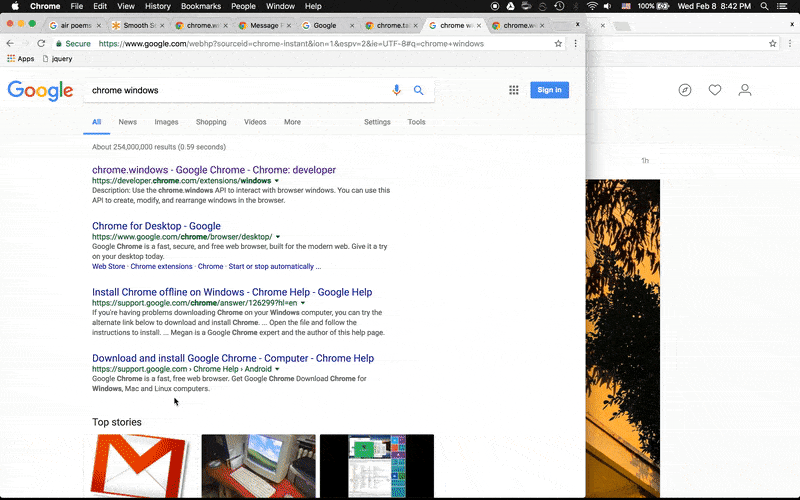 Chrome File Edit View History Bookmarks People Window Help 100% Wed Feb 8 8:42 PM
air poems Smooth Sc chrome.w Message F Google chrome.ta chrome wi chrome.w
Secure https://www.google.com/webhp?sourceid=chrome-instant&ion=1&espv=2&ie=UTF-8#q=chrome+windows
Apps jquery
Google chrome windows Sign in
All News Images Shopping Videos More Settings Tools
About 254,000,000 results (0.59 seconds)
1h
chrome.windows - Google Chrome - Chrome: developer
https://developer.chrome.com/extensions/windows
Description: Use the chrome.windows API to interact with browser windows. You can use this
API to create, modify, and rearrange windows in the browser.
Chrome for Desktop - Google
https://www.google.com/chrome/browser/desktop/
Google Chrome is a fast, secure, and free web browser, built for the modern web. Give it a try
on your desktop today.
Web Store · Chrome extensions · Chrome · Start or stop automatically ...
Install Chrome offline on Windows - Chrome Help - Google Help
https://support.google.com/chrome/answer/126299?hl=en
If you're having problems downloading Chrome on your Windows computer, you can try the
alternate link below to download and install Chrome. ... Open the file and follow the
instructions to install. ... Megan is a Google Chrome expert and the author of this help page.
Download and install Google Chrome - Computer - Chrome Help
https://support.google.com › Chrome Help › Android
Google Chrome is a fast, free web browser. Get Google Chrome Download Chrome for
Windows, Mac and Linux computers.
Top stories